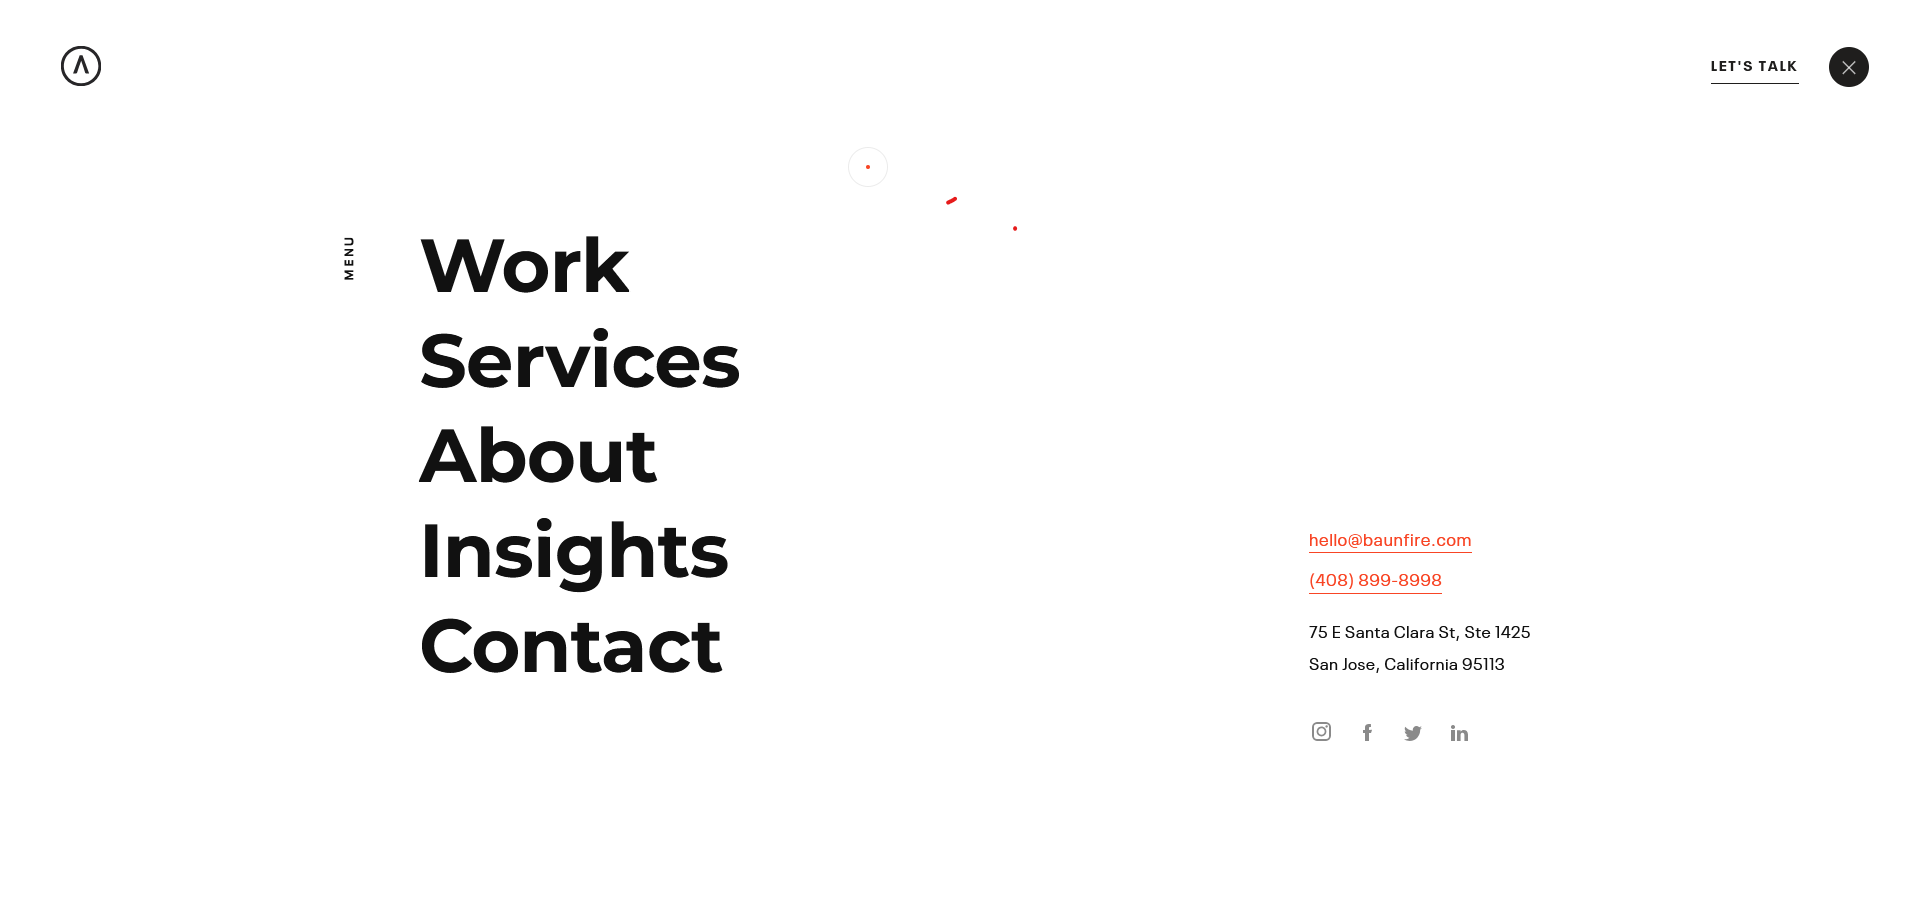 LET'S TALK
MENU
Work
Services
About
Insights
Contact
hello@baunfire.com
(408) 899-8998
75 E Santa Clara St, Ste 1425
San Jose, California 95113